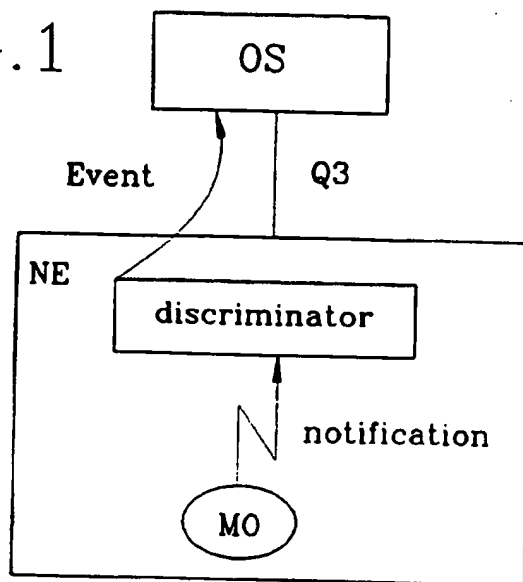 .1
OS
Event
Q3
NE
discriminator
notification
MO